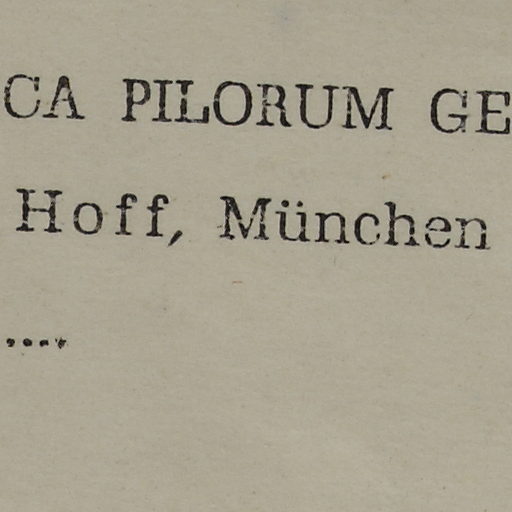 CA PILORUM GE
Hoff, München
....